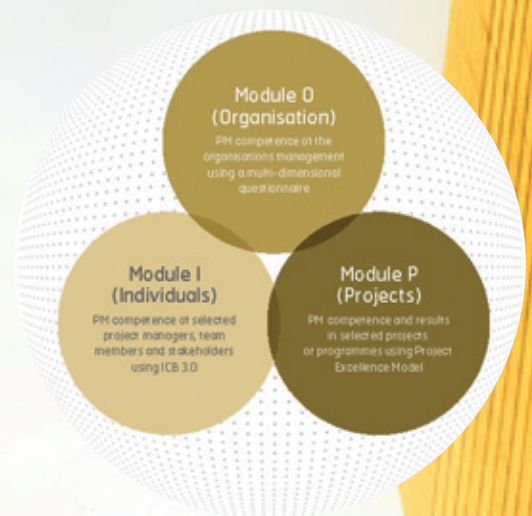 Module O
(Organisation)
PM competence of the
organisations management
using a multi-dimensional
questionnaire
Module I
(Individuals)
PM competence of selected
project managers, team
members and stakeholders
using ICB 3.0
Module P
(Projects)
PM competence and results
in selected projects
or programmes using Project
Excellence Model